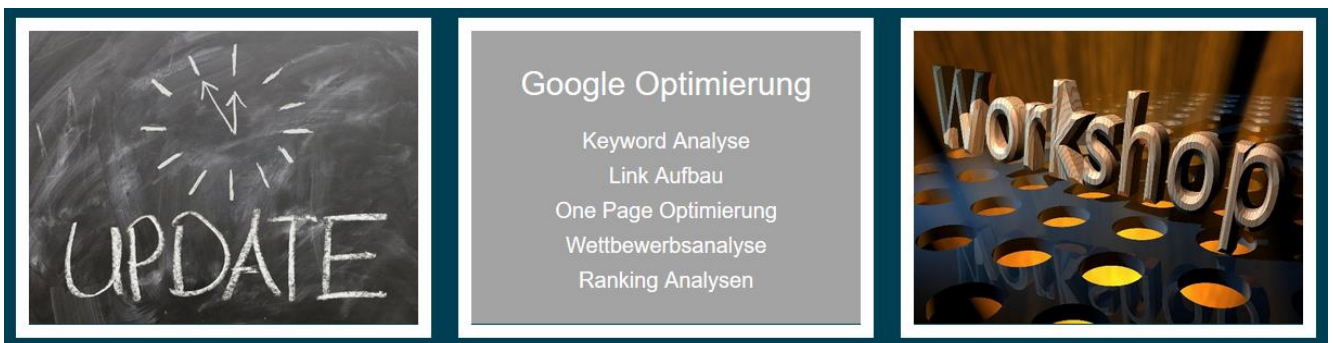 UPDATE
Google Optimierung
Keyword Analyse
Link Aufbau
One Page Optimierung
Wettbewerbsanalyse
Ranking Analysen
Workshop